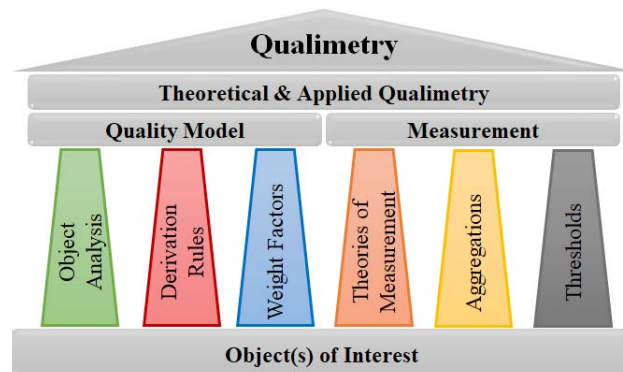 Qualimetry
Theoretical & Applied Qualimetry
Quality Model
Measurement
Object
Analysis
Derivation
Rules
Weight Factors
Theories of
Measurement
Aggregations
Thresholds
Object(s) of Interest